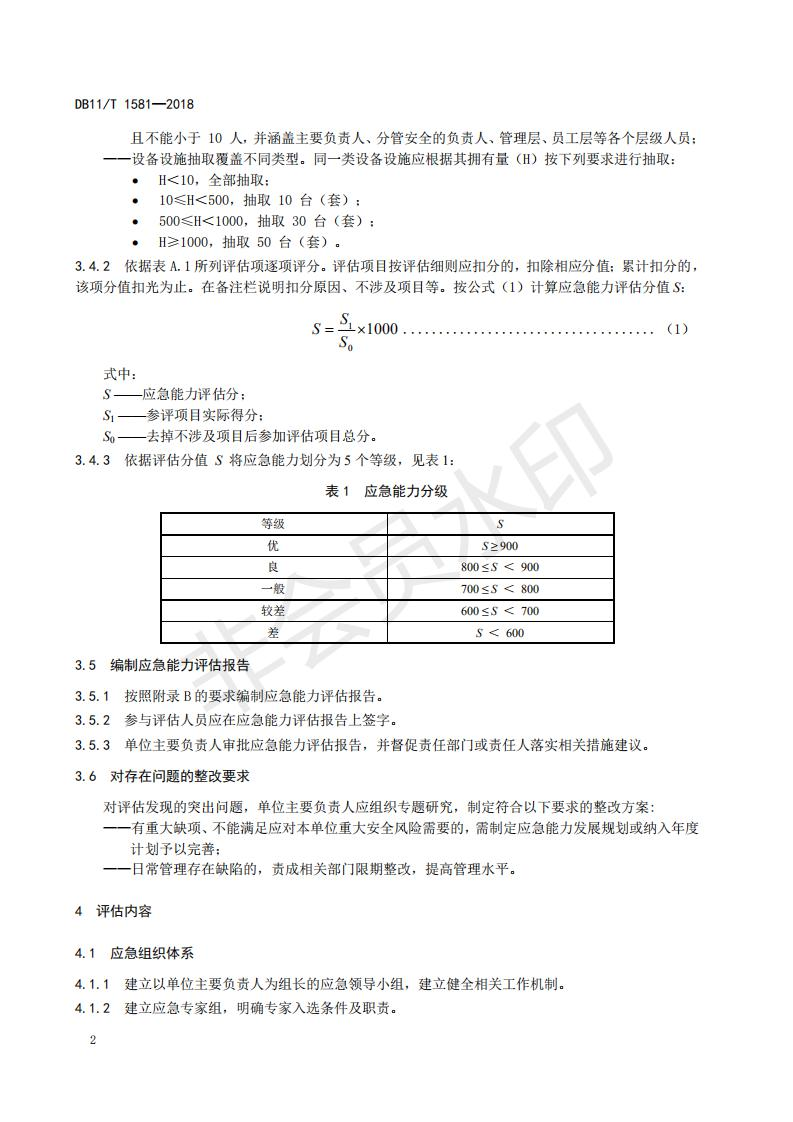 DB11/T 1581—2018
且不能小于 10 人，并涵盖主要负责人、分管安全的负责人、管理层、员工层等各个层级人员；
——设备设施抽取覆盖不同类型。同一类设备设施应根据其拥有量（H）按下列要求进行抽取：
• H＜10，全部抽取；
• 10≤H＜500，抽取 10 台（套）；
• 500≤H＜1000，抽取 30 台（套）；
• H≥1000，抽取 50 台（套）。
3.4.2 依据表 A.1 所列评估项逐项评分。评估项目按评估细则应扣分的，扣除相应分值；累计扣分的，
该项分值扣光为止。在备注栏说明扣分原因、不涉及项目等。按公式（1）计算应急能力评估分值 S：
S = S₁/S₀ ×1000 ................................... （1）
式中：
S ——应急能力评估分；
S₁ ——参评项目实际得分；
S₀ ——去掉不涉及项目后参加评估项目总分。
3.4.3 依据评估分值 S 将应急能力划分为 5 个等级，见表 1：
表 1 应急能力分级
等级 S
优 S≥900
良 800≤S ＜ 900
一般 700≤S ＜ 800
较差 600≤S ＜ 700
差 S ＜ 600
3.5 编制应急能力评估报告
3.5.1 按照附录 B 的要求编制应急能力评估报告。
3.5.2 参与评估人员应在应急能力评估报告上签字。
3.5.3 单位主要负责人审批应急能力评估报告，并督促责任部门或责任人落实相关措施建议。
3.6 对存在问题的整改要求
对评估发现的突出问题，单位主要负责人应组织专题研究，制定符合以下要求的整改方案：
——有重大缺项、不能满足应对本单位重大安全风险需要的，需制定应急能力发展规划或纳入年度
计划予以完善；
——日常管理存在缺陷的，责成相关部门限期整改，提高管理水平。
4 评估内容
4.1 应急组织体系
4.1.1 建立以单位主要负责人为组长的应急领导小组，建立健全相关工作机制。
4.1.2 建立应急专家组，明确专家入选条件及职责。
2
非会员水印